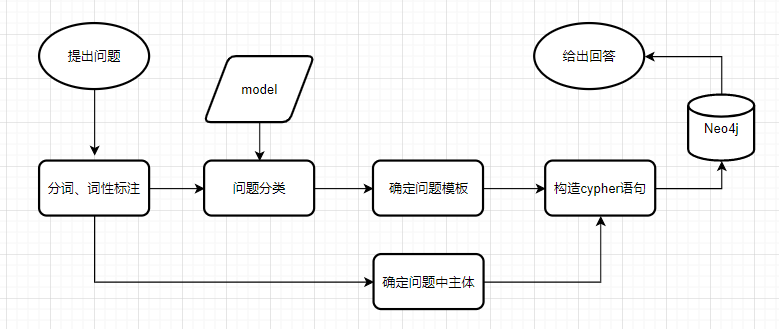 提出问题
model
给出回答
Neo4j
分词、词性标注
问题分类
确定问题模板
构造cypher语句
确定问题中主体